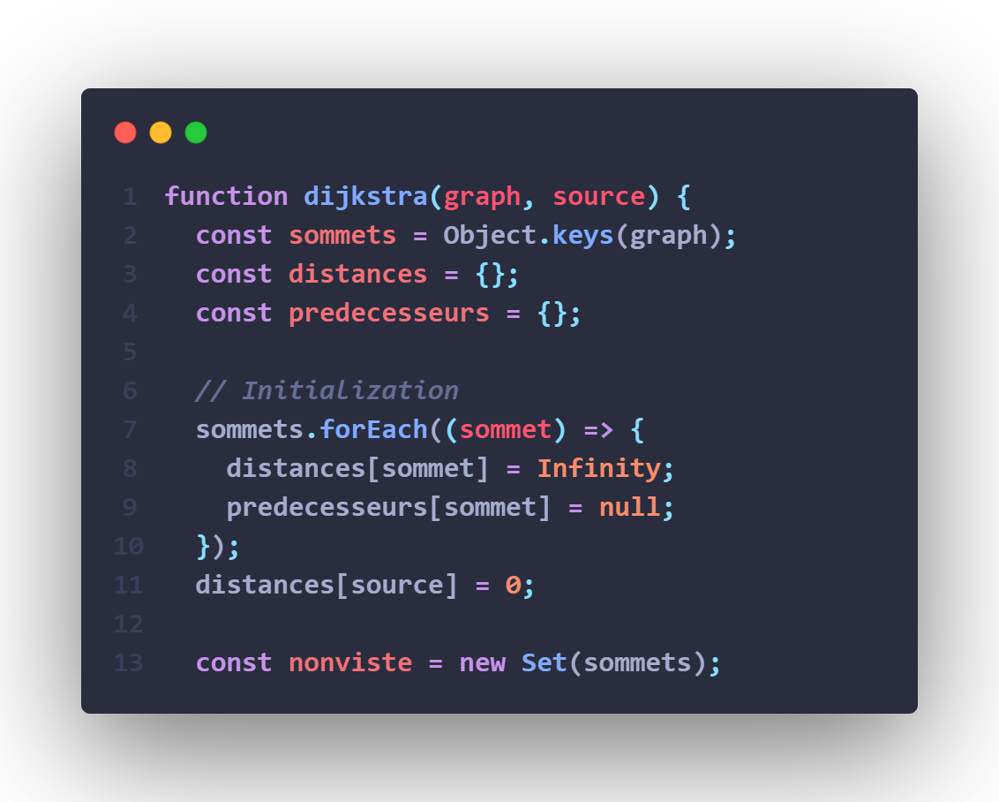 1 function dijkstra(graph, source) {
2 const sommets = Object.keys(graph);
3 const distances = {};
4 const predecesseurs = {};
5
6 // Initialization
7 sommets.forEach((sommet) => {
8 distances[sommet] = Infinity;
9 predecesseurs[sommet] = null;
10 });
11 distances[source] = 0;
12
13 const nonviste = new Set(sommets);